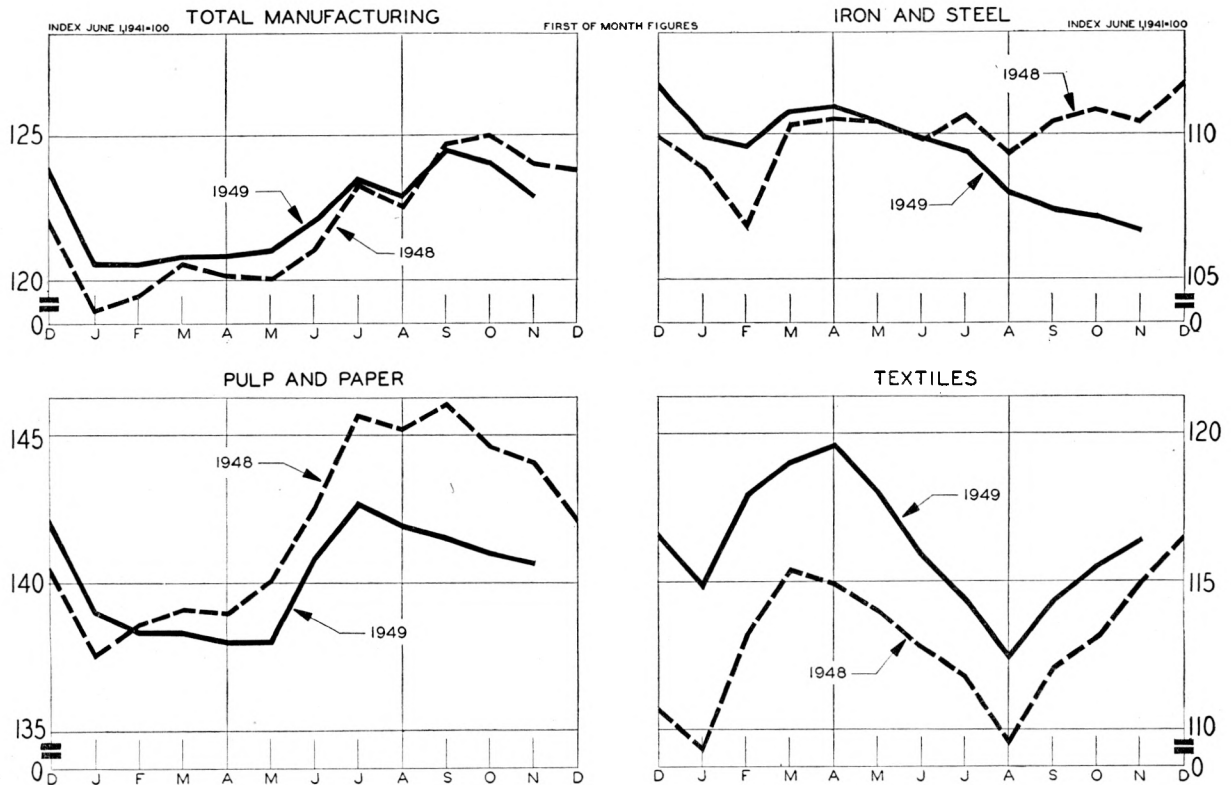 TOTAL MANUFACTURING
INDEX JUNE 1,1941=100
FIRST OF MONTH FIGURES
125
120
0
1949
1948
D J F M A M J J A S O N D
IRON AND STEEL
INDEX JUNE 1,1941=100
1948
1949
110
105
0
D J F M A M J J A S O N D
PULP AND PAPER
145
140
135
0
1948
1949
D J F M A M J J A S O N D
TEXTILES
1949
1948
120
115
110
0
D J F M A M J J A S O N D